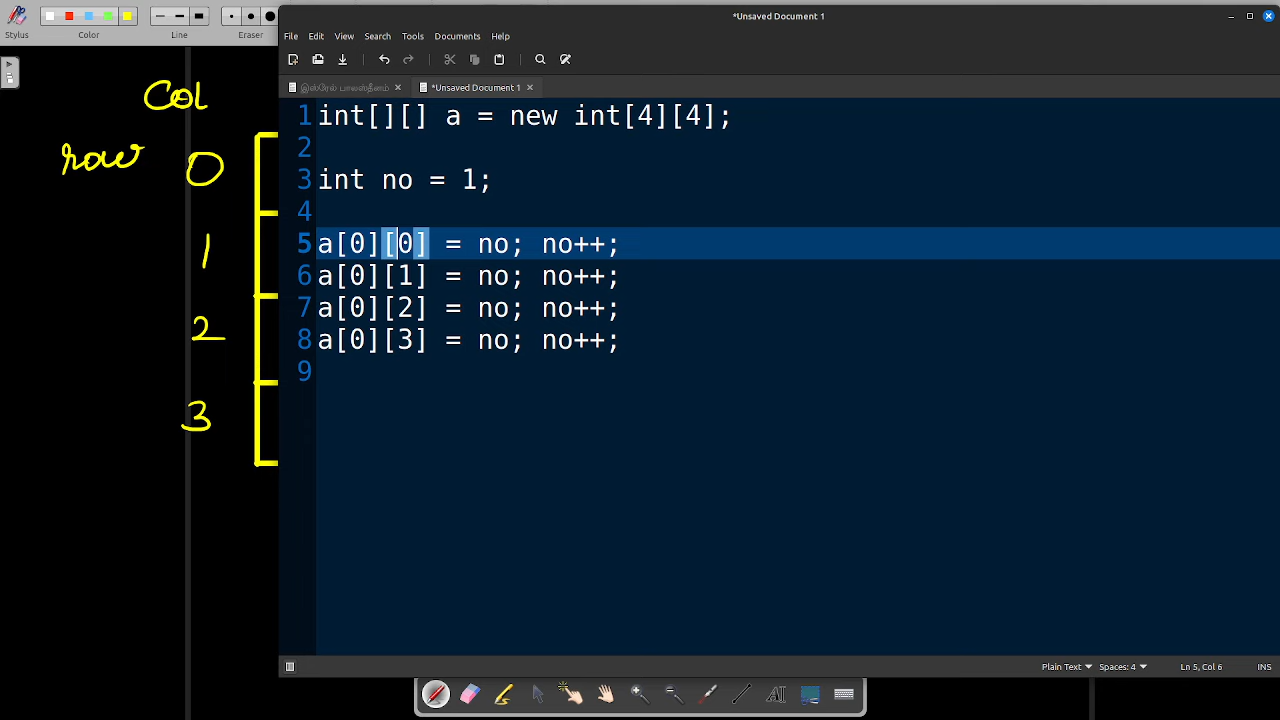 *Unsaved Document 1
Stylus Color Line Eraser
File Edit View Search Tools Documents Help
இஸ்ரேல் பாலஸ்தீனம் *Unsaved Document 1
Col
row 0
1
2
3
1 int[][] a = new int[4][4];
2
3 int no = 1;
4
5 a[0][0] = no; no++;
6 a[0][1] = no; no++;
7 a[0][2] = no; no++;
8 a[0][3] = no; no++;
9
Plain Text Spaces: 4 Ln 5, Col 6 INS